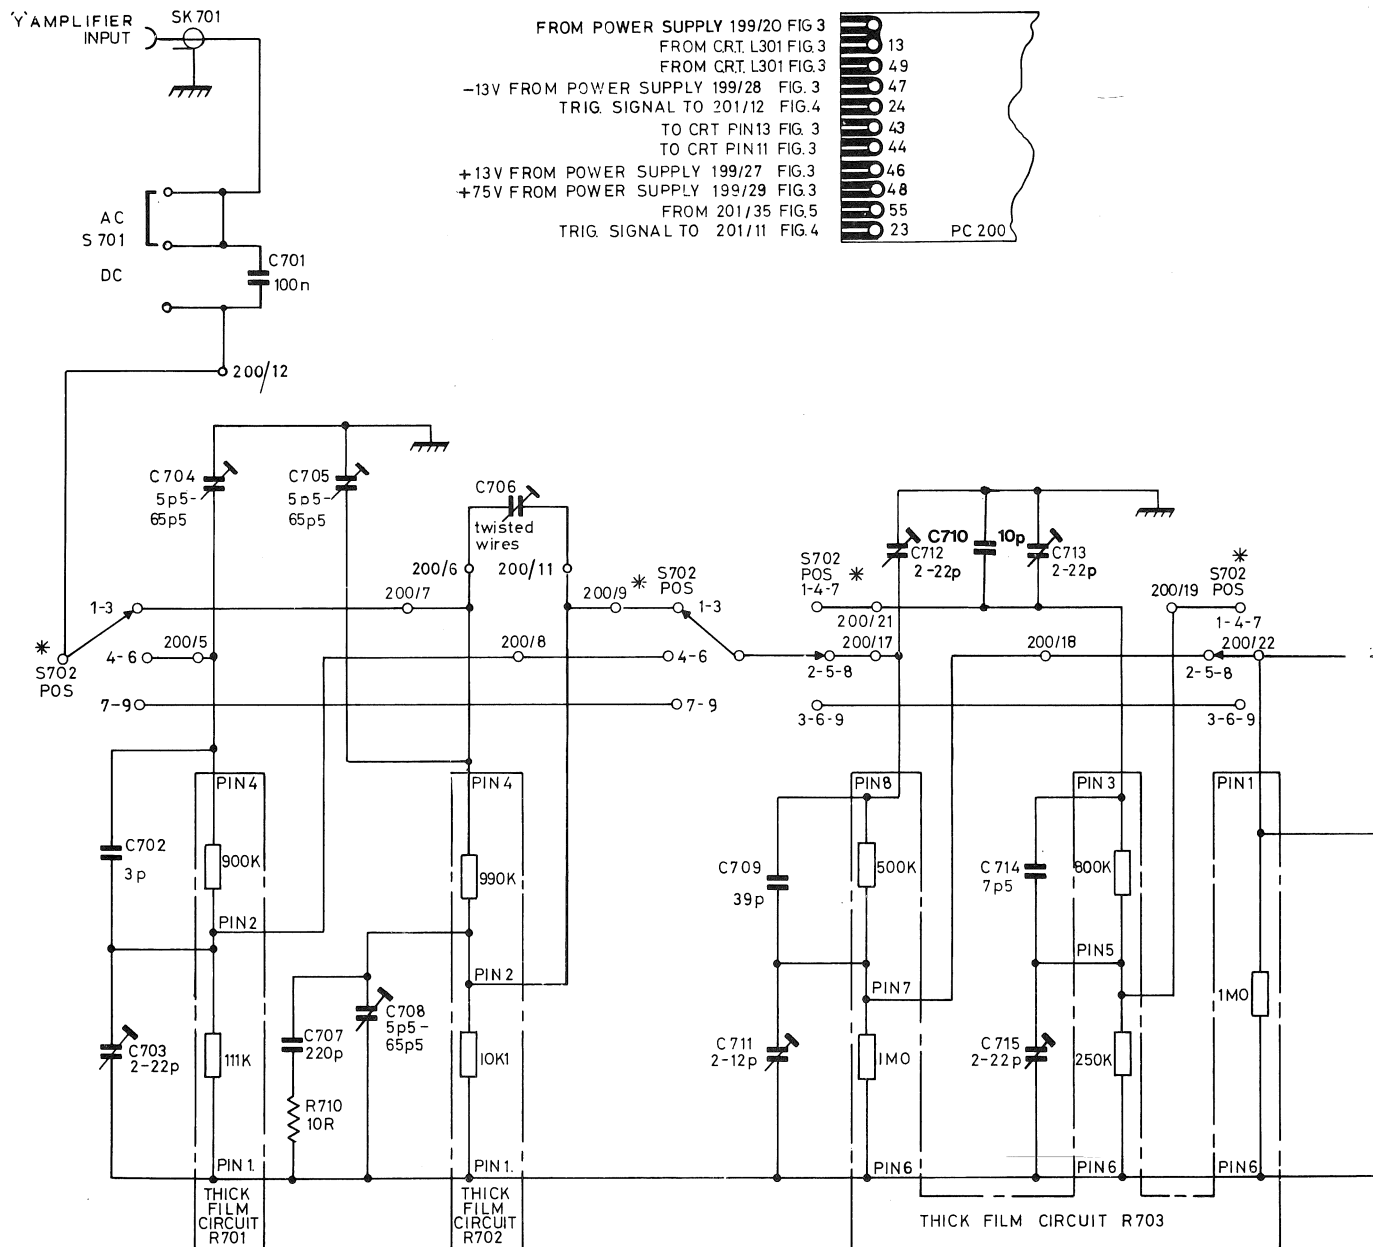 'Y' AMPLIFIER
INPUT
SK701
FROM POWER SUPPLY 199/20 FIG 3
FROM C.R.T. L301 FIG.3 13
FROM C.R.T. L301 FIG.3 49
-13V FROM POWER SUPPLY 199/28 FIG. 3 47
TRIG. SIGNAL TO 201/12 FIG.4 24
TO CRT PIN13 FIG. 3 43
TO CRT PIN11 FIG.3 44
+13V FROM POWER SUPPLY 199/27 FIG.3 46
+75V FROM POWER SUPPLY 199/29 FIG.3 48
FROM 201/35 FIG.5 55
TRIG. SIGNAL TO 201/11 FIG.4 23
PC 200
AC
S 701
DC
C701
100n
200/12
C704
5p5-
65p5
C705
5p5-
65p5
C706
twisted
wires
200/6
200/11
200/7
200/9
*
S702
POS
1-3
1-3
*
S702
POS
200/5
4-6
200/8
4-6
7-9
7-9
S702
POS
*
1-4-7
200/21
200/17
2-5-8
3-6-9
C712
2-22p
C710
10p
C713
2-22p
*
S702
POS
200/19
1-4-7
200/18
200/22
2-5-8
3-6-9
PIN4
C702
3p
900K
PIN2
C703
2-22p
111K
PIN1.
THICK
FILM
CIRCUIT
R701
PIN4
990K
PIN2
C707
220p
C708
5p5-
65p5
10K1
R710
10R
PIN1.
THICK
FILM
CIRCUIT
R702
PIN8
C709
39p
500K
PIN7
C711
2-12p
1M0
PIN6
PIN3
C714
7p5
800K
PIN5
C715
2-22p
250K
PIN6
PIN1
1M0
PIN6
THICK FILM CIRCUIT R703